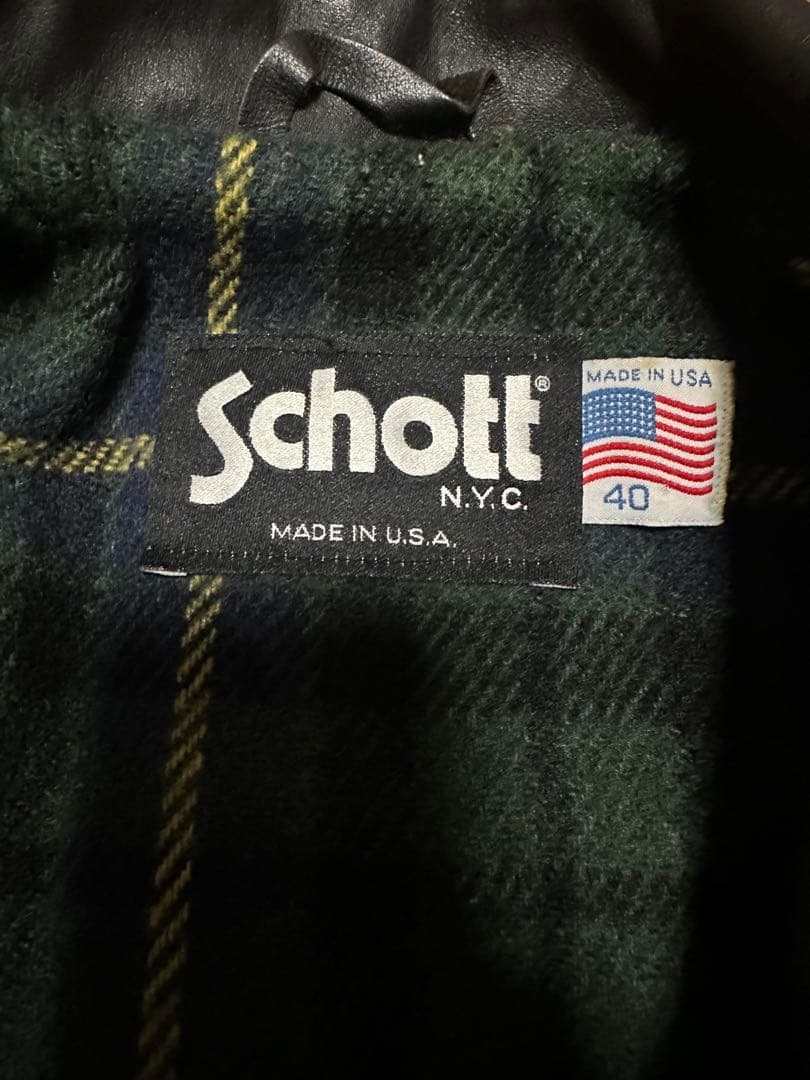 Schott®
N.Y.C.
MADE IN U.S.A.
MADE IN USA
40